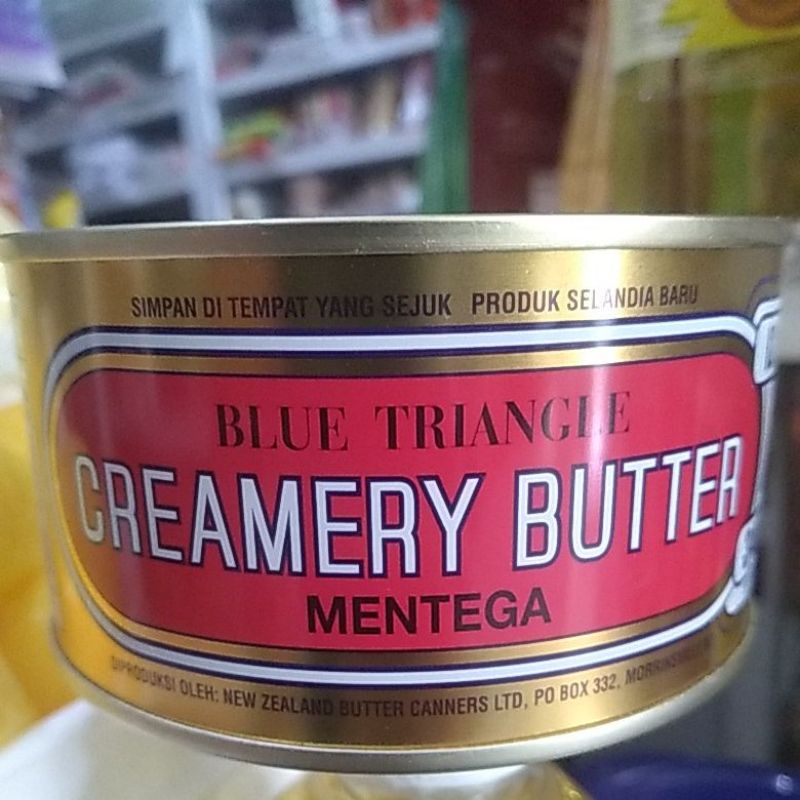 SIMPAN DI TEMPAT YANG SEJUK PRODUK SELANDIA BARU
BLUE TRIANGLE
CREAMERY BUTTER
MENTEGA
DIPRODUKSI OLEH: NEW ZEALAND BUTTER CANNERS LTD, PO BOX 332,